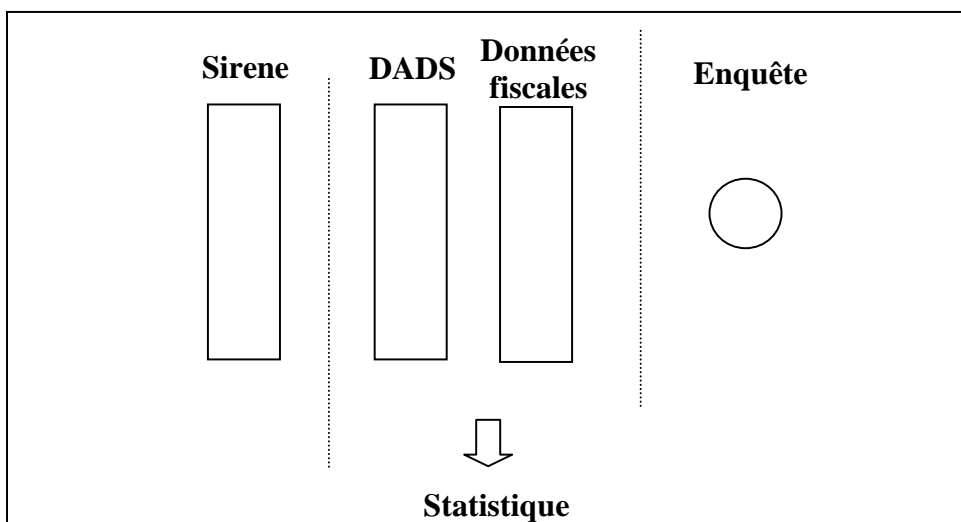 Sirene
DADS
Données
fiscales
Enquête
Statistique